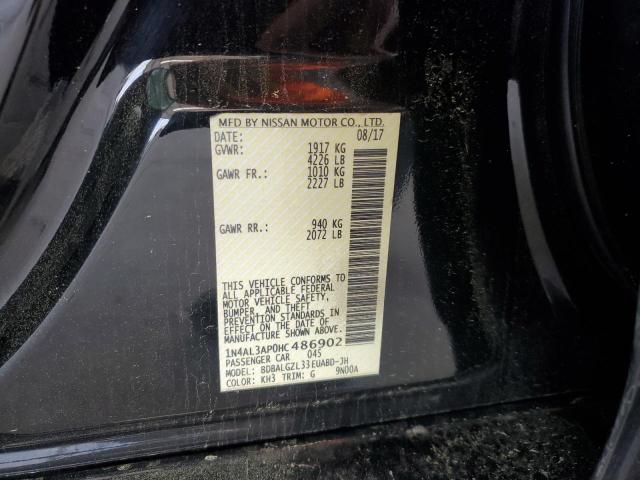 MFD BY NISSAN MOTOR CO., LTD.
DATE: 08/17
GVWR: 1917 KG
4226 LB
GAWR FR.: 1010 KG
2227 LB
GAWR RR.: 940 KG
2072 LB
THIS VEHICLE CONFORMS TO
ALL APPLICABLE FEDERAL
MOTOR VEHICLE SAFETY,
BUMPER, AND THEFT
PREVENTION STANDARDS IN
EFFECT ON THE DATE OF
MANUFACTURE SHOWN ABOVE.
1N4AL3AP0HC486902
PASSENGER CAR 045
MODEL: BDBALGZL33EUABD-JH
COLOR: KH3 TRIM: G 9N00A